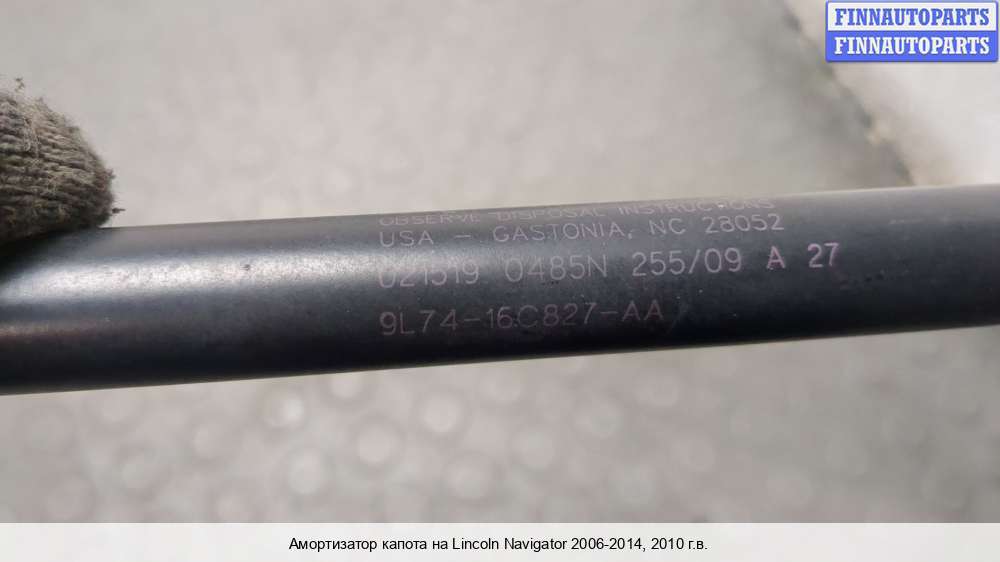 FINNAUTOPARTS
FINNAUTOPARTS
OBSERVE DISPOSAL INSTRUCTIONS
USA - GASTONIA, NC 28052
021519 0485N 255/09 A 27
9L74-16C827-AA
Амортизатор капота на Lincoln Navigator 2006-2014, 2010 г.в.